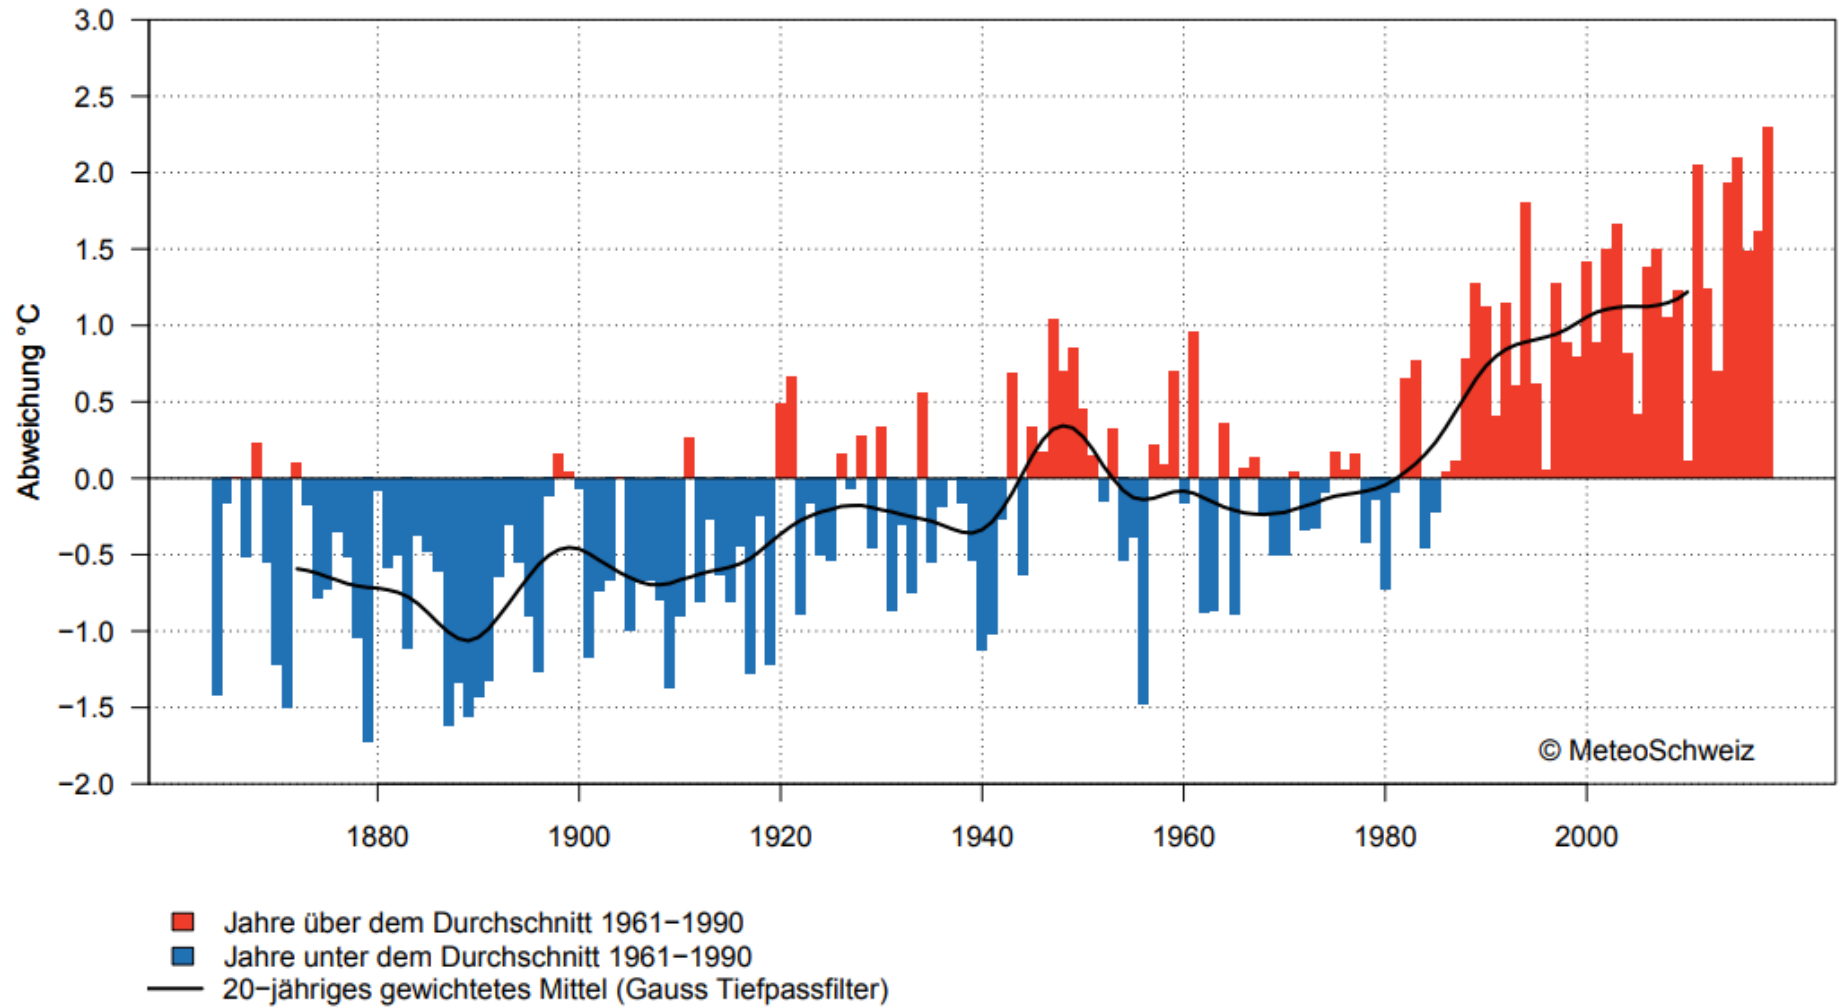 3.0
2.5
2.0
1.5
1.0
0.5
0.0
−0.5
−1.0
−1.5
−2.0
Abweichung °C
© MeteoSchweiz
1880 1900 1920 1940 1960 1980 2000
Jahre über dem Durchschnitt 1961−1990
Jahre unter dem Durchschnitt 1961−1990
20−jähriges gewichtetes Mittel (Gauss Tiefpassfilter)